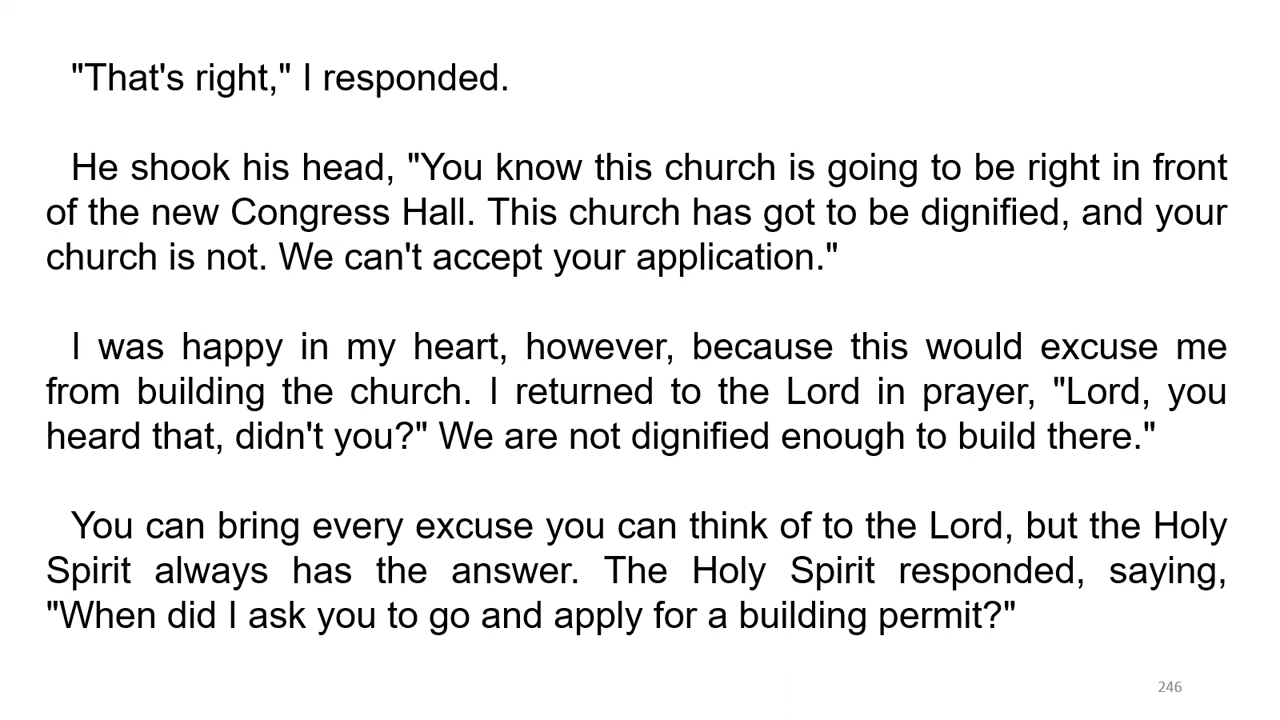 "That's right," I responded.
He shook his head, "You know this church is going to be right in front
of the new Congress Hall. This church has got to be dignified, and your
church is not. We can't accept your application."
I was happy in my heart, however, because this would excuse me
from building the church. I returned to the Lord in prayer, "Lord, you
heard that, didn't you?" We are not dignified enough to build there."
You can bring every excuse you can think of to the Lord, but the Holy
Spirit always has the answer. The Holy Spirit responded, saying,
"When did I ask you to go and apply for a building permit?"
246